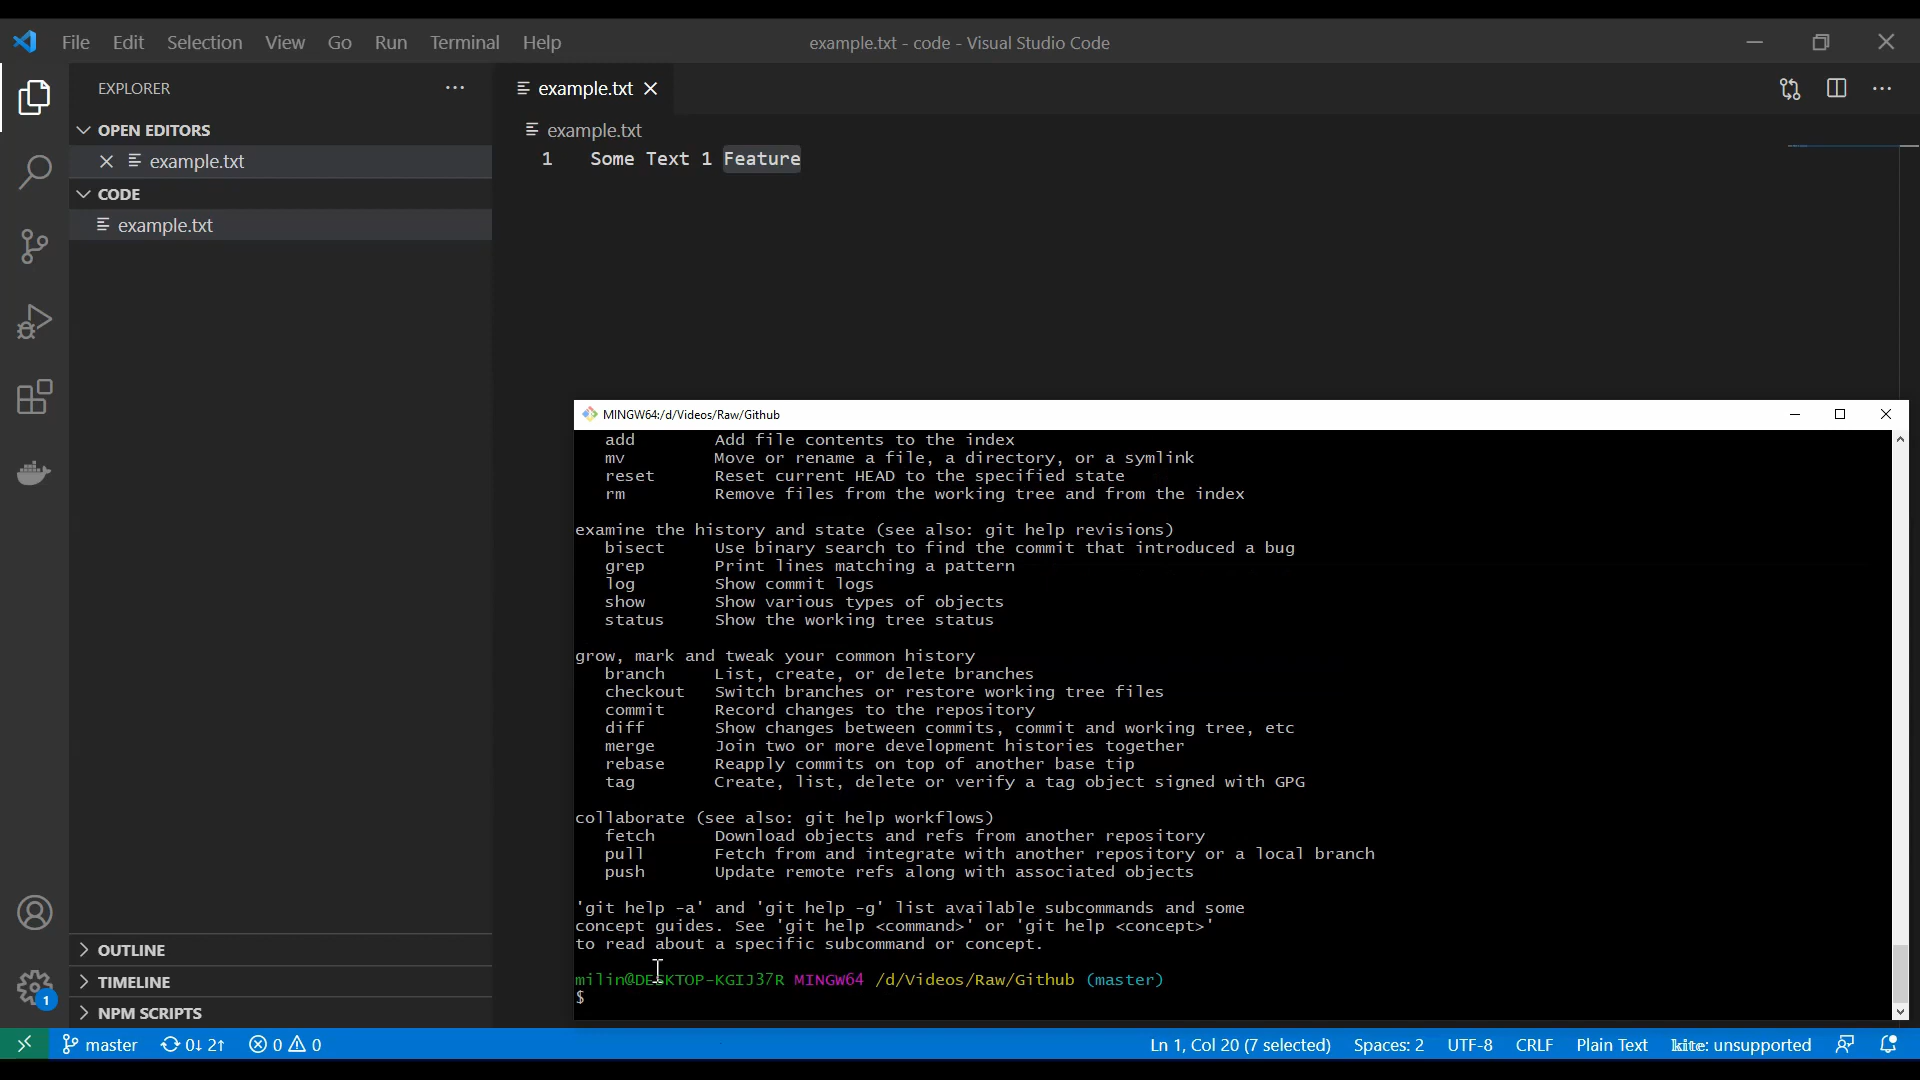 File Edit Selection View Go Run Terminal Help
example.txt - code - Visual Studio Code
EXPLORER
OPEN EDITORS
example.txt
CODE
example.txt
OUTLINE
TIMELINE
NPM SCRIPTS
1
example.txt
example.txt
1 Some Text 1 Feature
MINGW64:/d/Videos/Raw/Github
add Add file contents to the index
mv Move or rename a file, a directory, or a symlink
reset Reset current HEAD to the specified state
rm Remove files from the working tree and from the index
examine the history and state (see also: git help revisions)
bisect Use binary search to find the commit that introduced a bug
grep Print lines matching a pattern
log Show commit logs
show Show various types of objects
status Show the working tree status
grow, mark and tweak your common history
branch List, create, or delete branches
checkout Switch branches or restore working tree files
commit Record changes to the repository
diff Show changes between commits, commit and working tree, etc
merge Join two or more development histories together
rebase Reapply commits on top of another base tip
tag Create, list, delete or verify a tag object signed with GPG
collaborate (see also: git help workflows)
fetch Download objects and refs from another repository
pull Fetch from and integrate with another repository or a local branch
push Update remote refs along with associated objects
'git help -a' and 'git help -g' list available subcommands and some
concept guides. See 'git help <command>' or 'git help <concept>'
to read about a specific subcommand or concept.
milin@DESKTOP-KGIJ37R MINGW64 /d/Videos/Raw/Github (master)
$
master 0↓ 2↑ 0 0 Ln 1, Col 20 (7 selected) Spaces: 2 UTF-8 CRLF Plain Text kite: unsupported